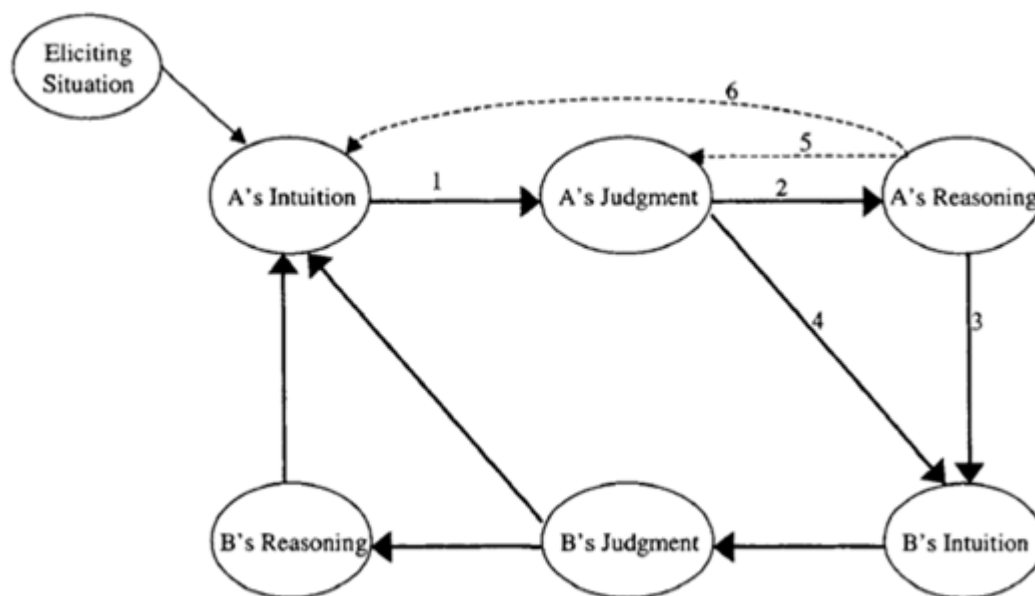 Eliciting
Situation
6
5
A's Intuition
1
A's Judgment
2
A's Reasoning
4
3
B's Reasoning
B's Judgment
B's Intuition